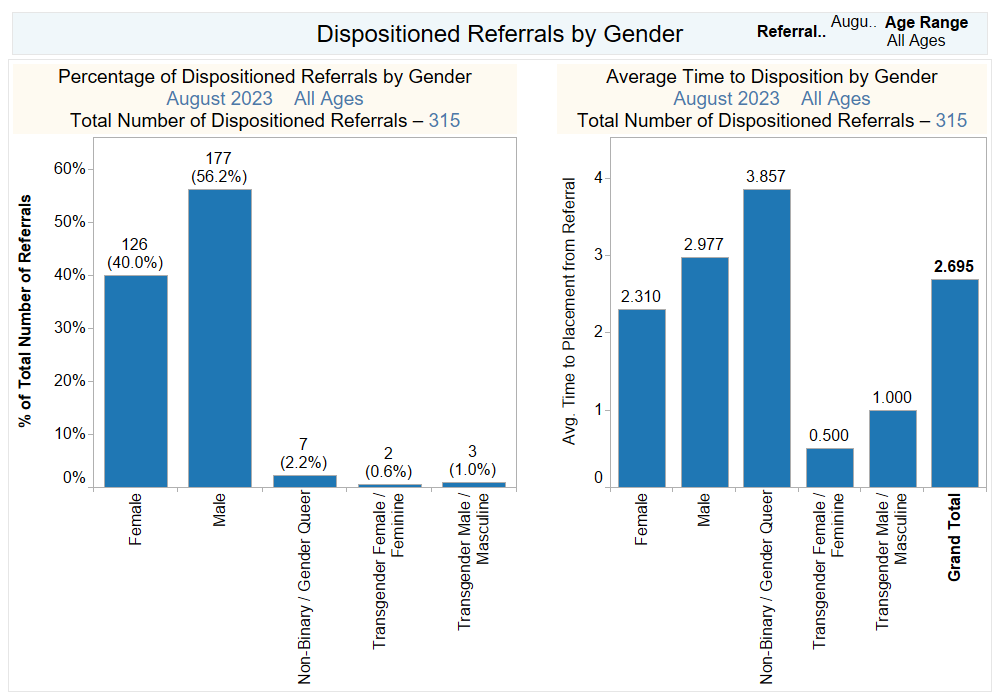 Dispositioned Referrals by Gender
Referral..
Augu..
Age Range
All Ages
Percentage of Dispositioned Referrals by Gender
August 2023 All Ages
Total Number of Dispositioned Referrals – 315
% of Total Number of Referrals
60%
50%
40%
30%
20%
10%
0%
126
(40.0%)
177
(56.2%)
7
(2.2%)
2
(0.6%)
3
(1.0%)
Female
Male
Non-Binary / Gender Queer
Transgender Female /
Feminine
Transgender Male /
Masculine
Average Time to Disposition by Gender
August 2023 All Ages
Total Number of Dispositioned Referrals – 315
Avg. Time to Placement from Referral
4
3
2
1
0
2.310
2.977
3.857
0.500
1.000
2.695
Female
Male
Non-Binary / Gender Queer
Transgender Female /
Feminine
Transgender Male /
Masculine
Grand Total